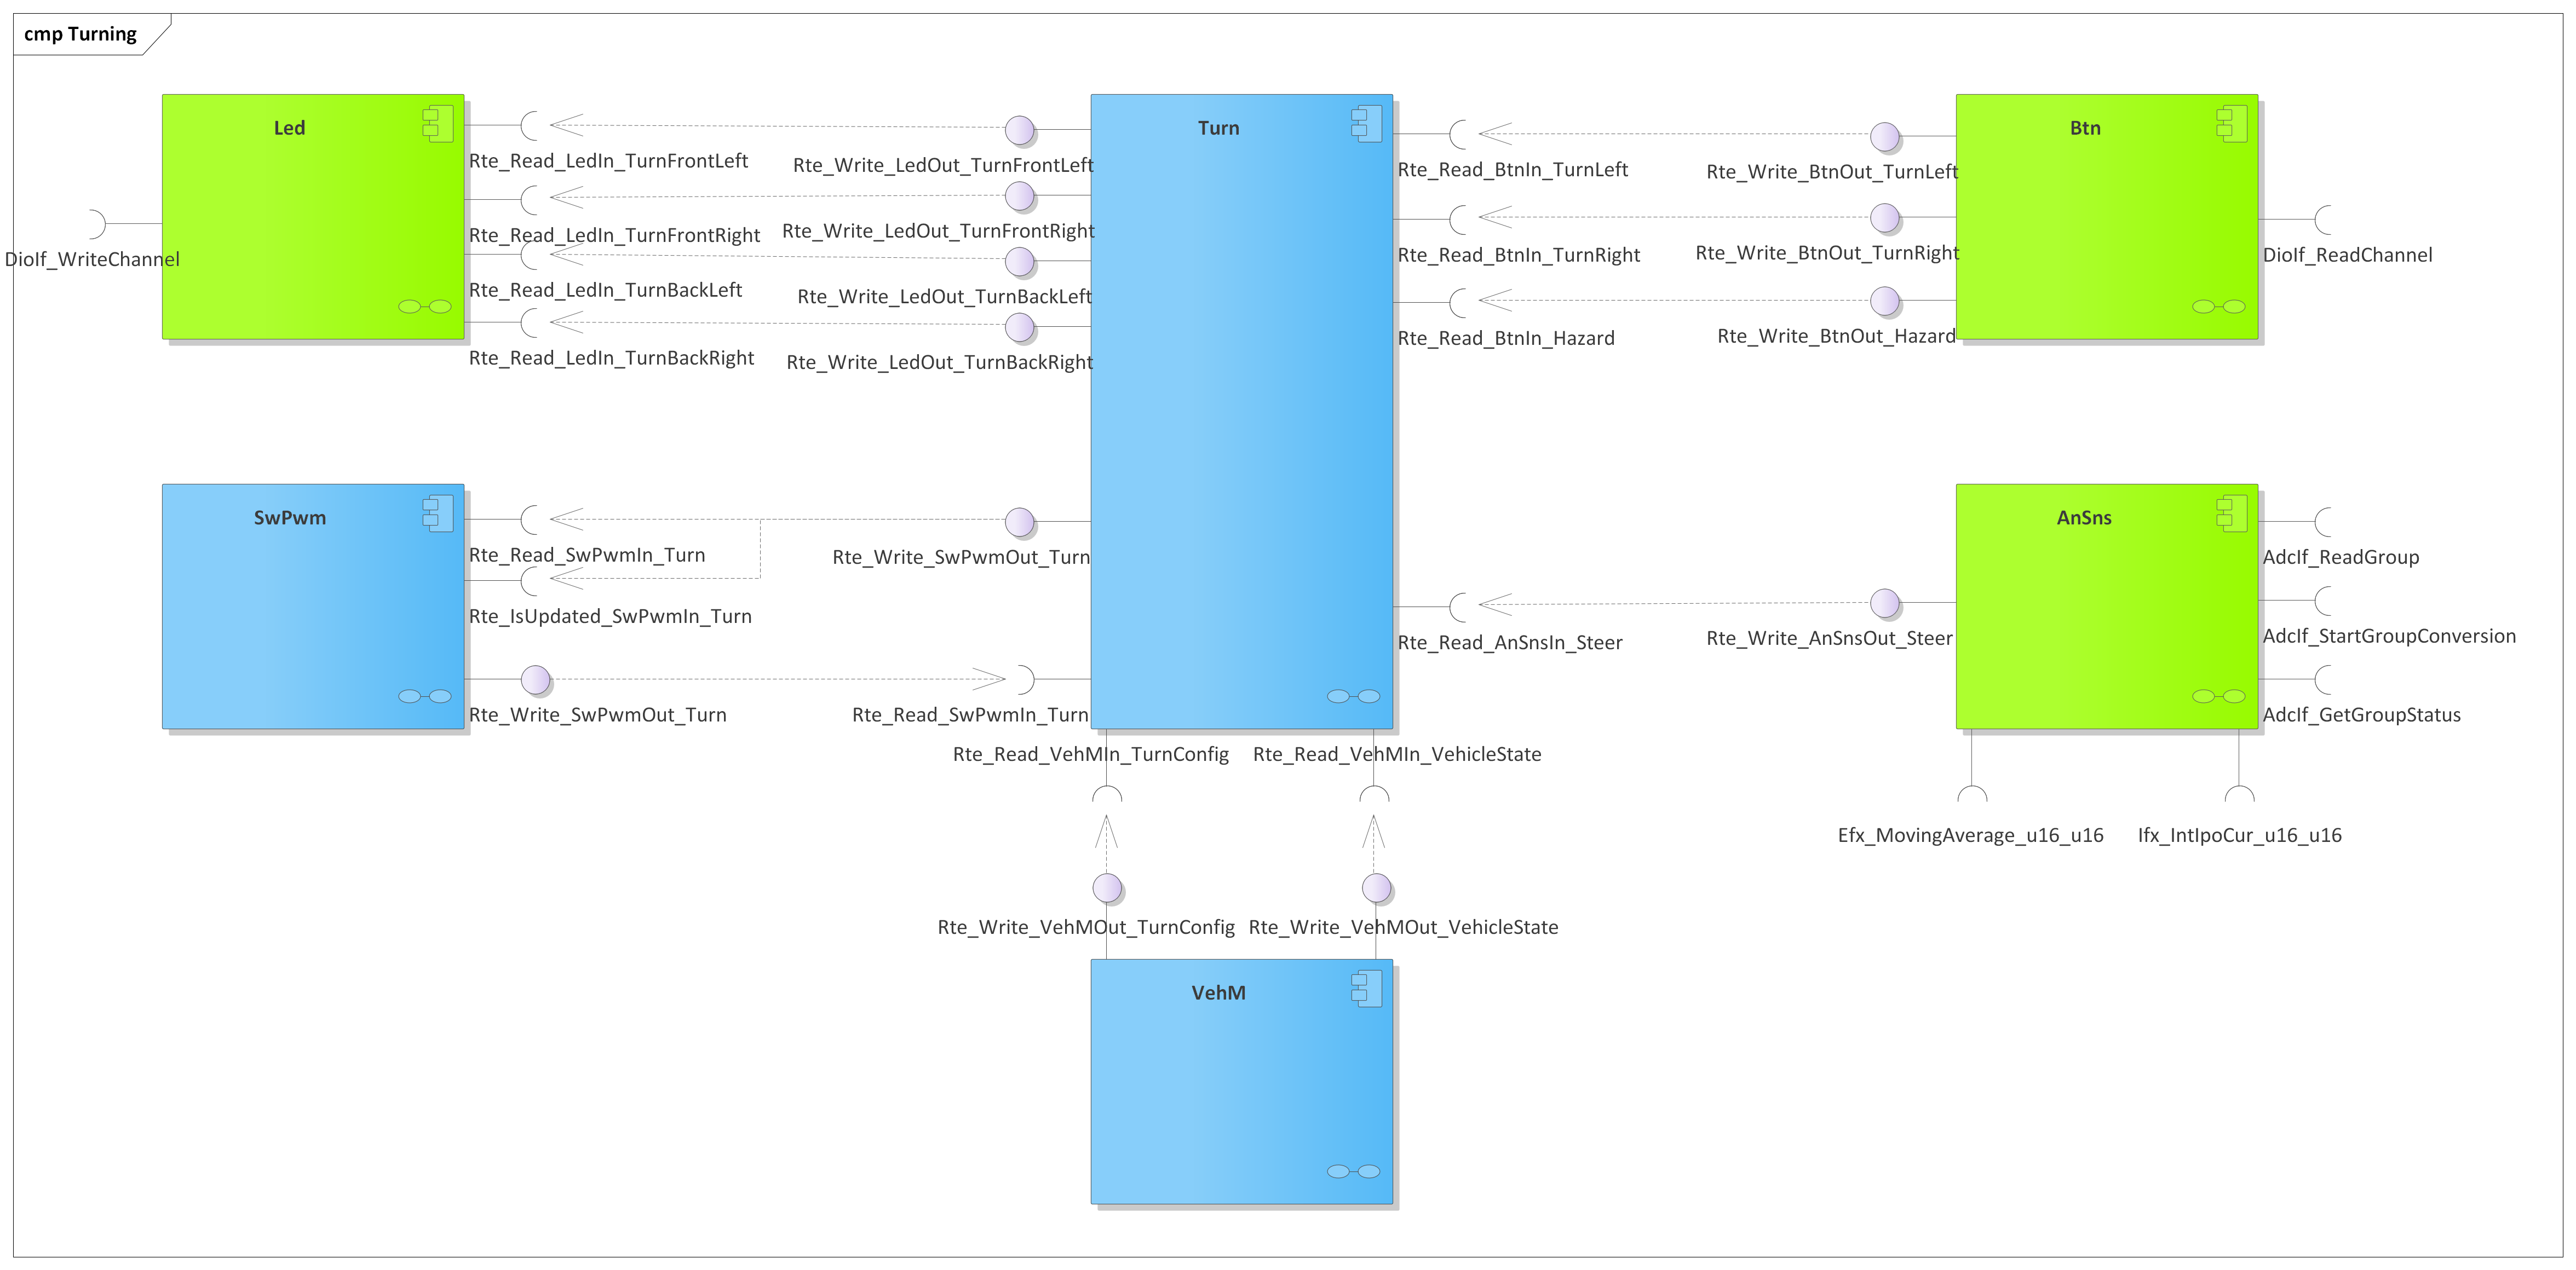 cmp Turning
Led
Turn
Btn
Rte_Read_LedIn_TurnFrontLeft
Rte_Write_LedOut_TurnFrontLeft
Rte_Read_BtnIn_TurnLeft
Rte_Write_BtnOut_TurnLeft
Rte_Read_LedIn_TurnFrontRight
Rte_Write_LedOut_TurnFrontRight
Rte_Read_BtnIn_TurnRight
Rte_Write_BtnOut_TurnRight
DioIf_WriteChannel
DioIf_ReadChannel
Rte_Read_LedIn_TurnBackLeft
Rte_Write_LedOut_TurnBackLeft
Rte_Read_BtnIn_Hazard
Rte_Write_BtnOut_Hazard
Rte_Read_LedIn_TurnBackRight
Rte_Write_LedOut_TurnBackRight
SwPwm
AnSns
Rte_Read_SwPwmIn_Turn
Rte_Write_SwPwmOut_Turn
AdcIf_ReadGroup
Rte_IsUpdated_SwPwmIn_Turn
Rte_Read_AnSnsIn_Steer
Rte_Write_AnSnsOut_Steer
AdcIf_StartGroupConversion
Rte_Write_SwPwmOut_Turn
Rte_Read_SwPwmIn_Turn
AdcIf_GetGroupStatus
Rte_Read_VehMIn_TurnConfig
Rte_Read_VehMIn_VehicleState
Efx_MovingAverage_u16_u16
Ifx_IntIpoCur_u16_u16
Rte_Write_VehMOut_TurnConfig
Rte_Write_VehMOut_VehicleState
VehM